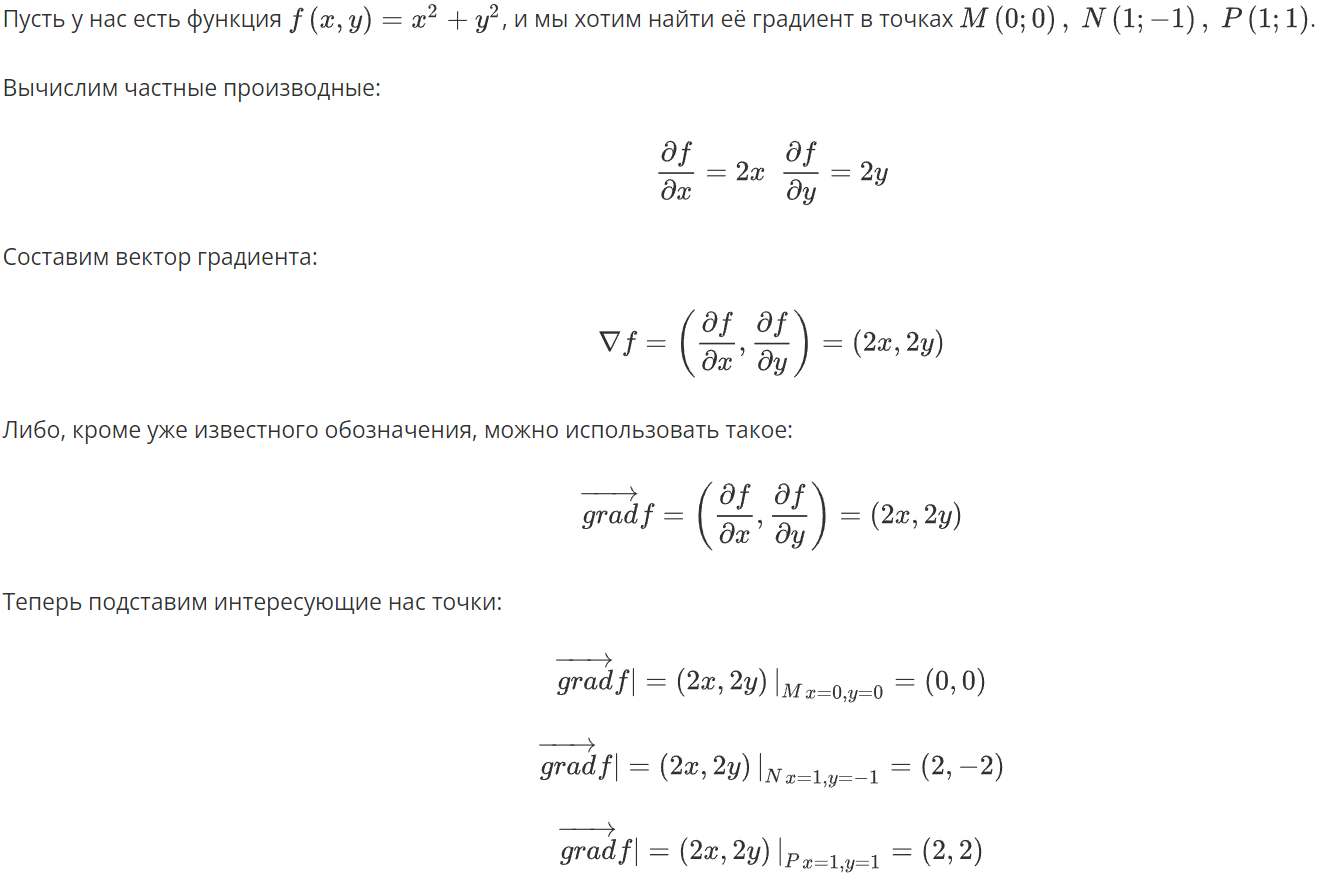 Пусть у нас есть функция $f\,(x, y) = x^2 + y^2$, и мы хотим найти её градиент в точках $M\,(0; 0)\,,\ N\,(1; -1)\,,\ P\,(1; 1)$.
Вычислим частные производные:
$\frac{\partial f}{\partial x} = 2x \quad \frac{\partial f}{\partial y} = 2y$
Составим вектор градиента:
$\nabla f = \left( \frac{\partial f}{\partial x}, \frac{\partial f}{\partial y} \right) = (2x, 2y)$
Либо, кроме уже известного обозначения, можно использовать такое:
$\overrightarrow{grad} f = \left( \frac{\partial f}{\partial x}, \frac{\partial f}{\partial y} \right) = (2x, 2y)$
Теперь подставим интересующие нас точки:
$\overrightarrow{grad} f| = (2x, 2y)\,|_{M\,x=0,y=0} = (0, 0)$
$\overrightarrow{grad} f| = (2x, 2y)\,|_{N\,x=1,y=-1} = (2, -2)$
$\overrightarrow{grad} f| = (2x, 2y)\,|_{P\,x=1,y=1} = (2, 2)$